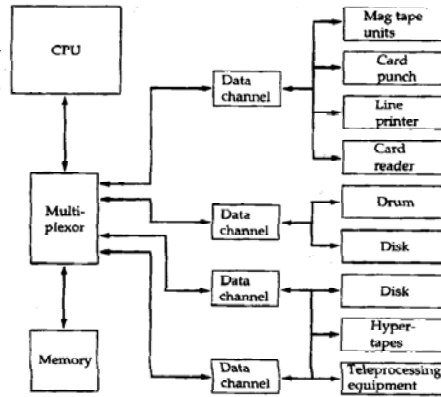 CPU
Multi-
plexor
Memory
Data
channel
Data
channel
Data
channel
Data
channel
Mag tape
units
Card
punch
Line
printer
Card
reader
Drum
Disk
Disk
Hyper-
tapes
Teleprocessing
equipment